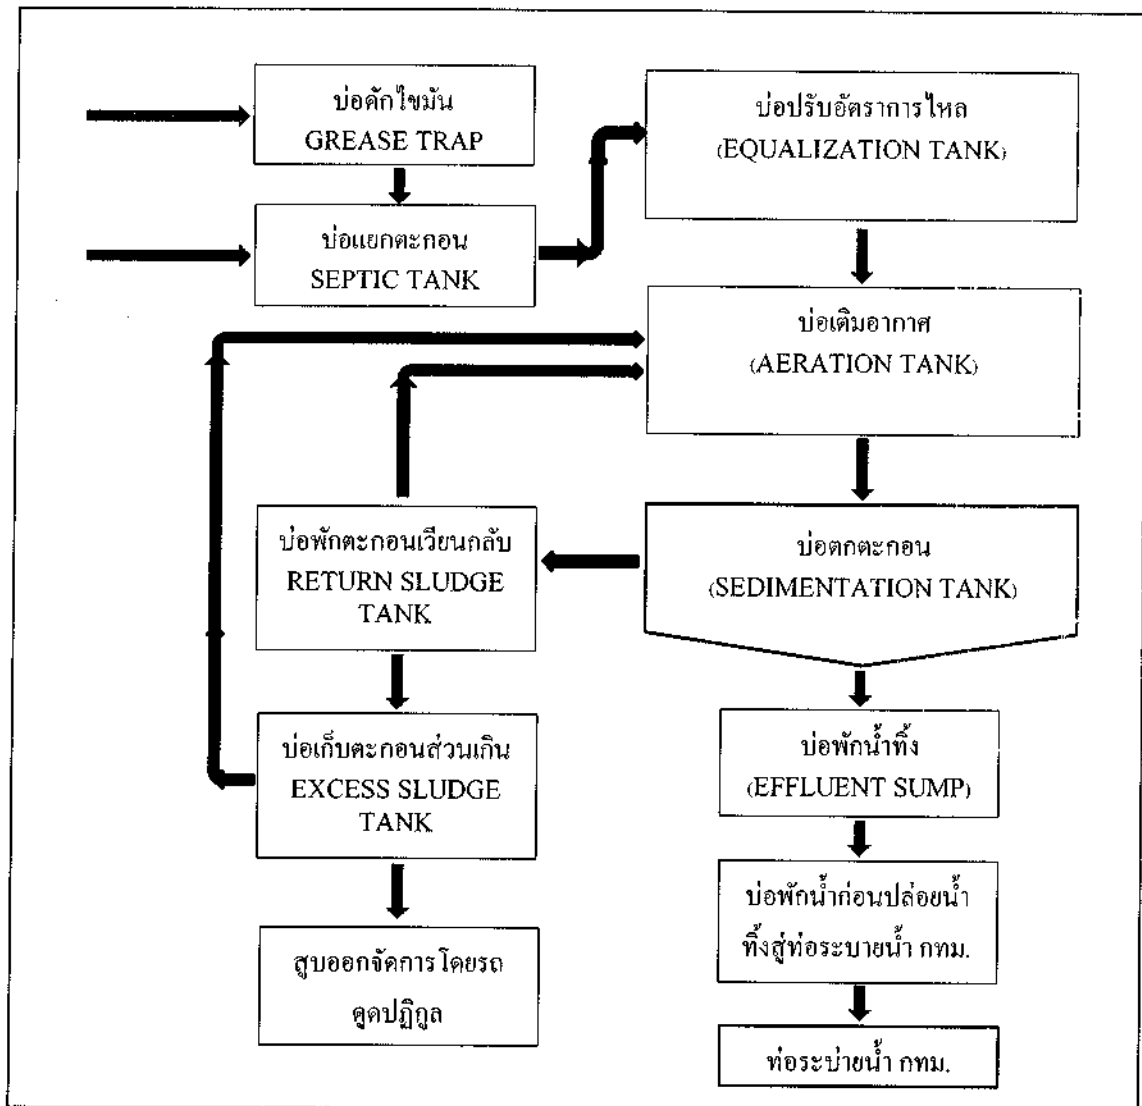 บ่อดักไขมัน
GREASE TRAP
บ่อปรับอัตราการไหล
(EQUALIZATION TANK)
บ่อแยกตะกอน
SEPTIC TANK
บ่อเติมอากาศ
(AERATION TANK)
บ่อพักตะกอนเวียนกลับ
RETURN SLUDGE
TANK
บ่อตกตะกอน
(SEDIMENTATION TANK)
บ่อเก็บตะกอนส่วนเกิน
EXCESS SLUDGE
TANK
บ่อพักน้ำทิ้ง
(EFFLUENT SUMP)
สูบออกจัดการโดยรถ
ดูดปฏิกูล
บ่อพักน้ำก่อนปล่อยน้ำ
ทิ้งสู่ท่อระบายน้ำ กทม.
ท่อระบายน้ำ กทม.